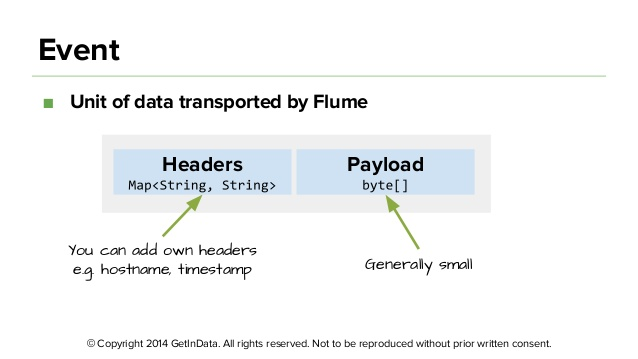 Event
Unit of data transported by Flume
Headers
Map<String, String>
Payload
byte[]
You can add own headers
e.g. hostname, timestamp
Generally small
© Copyright 2014 GetInData. All rights reserved. Not to be reproduced without prior written consent.